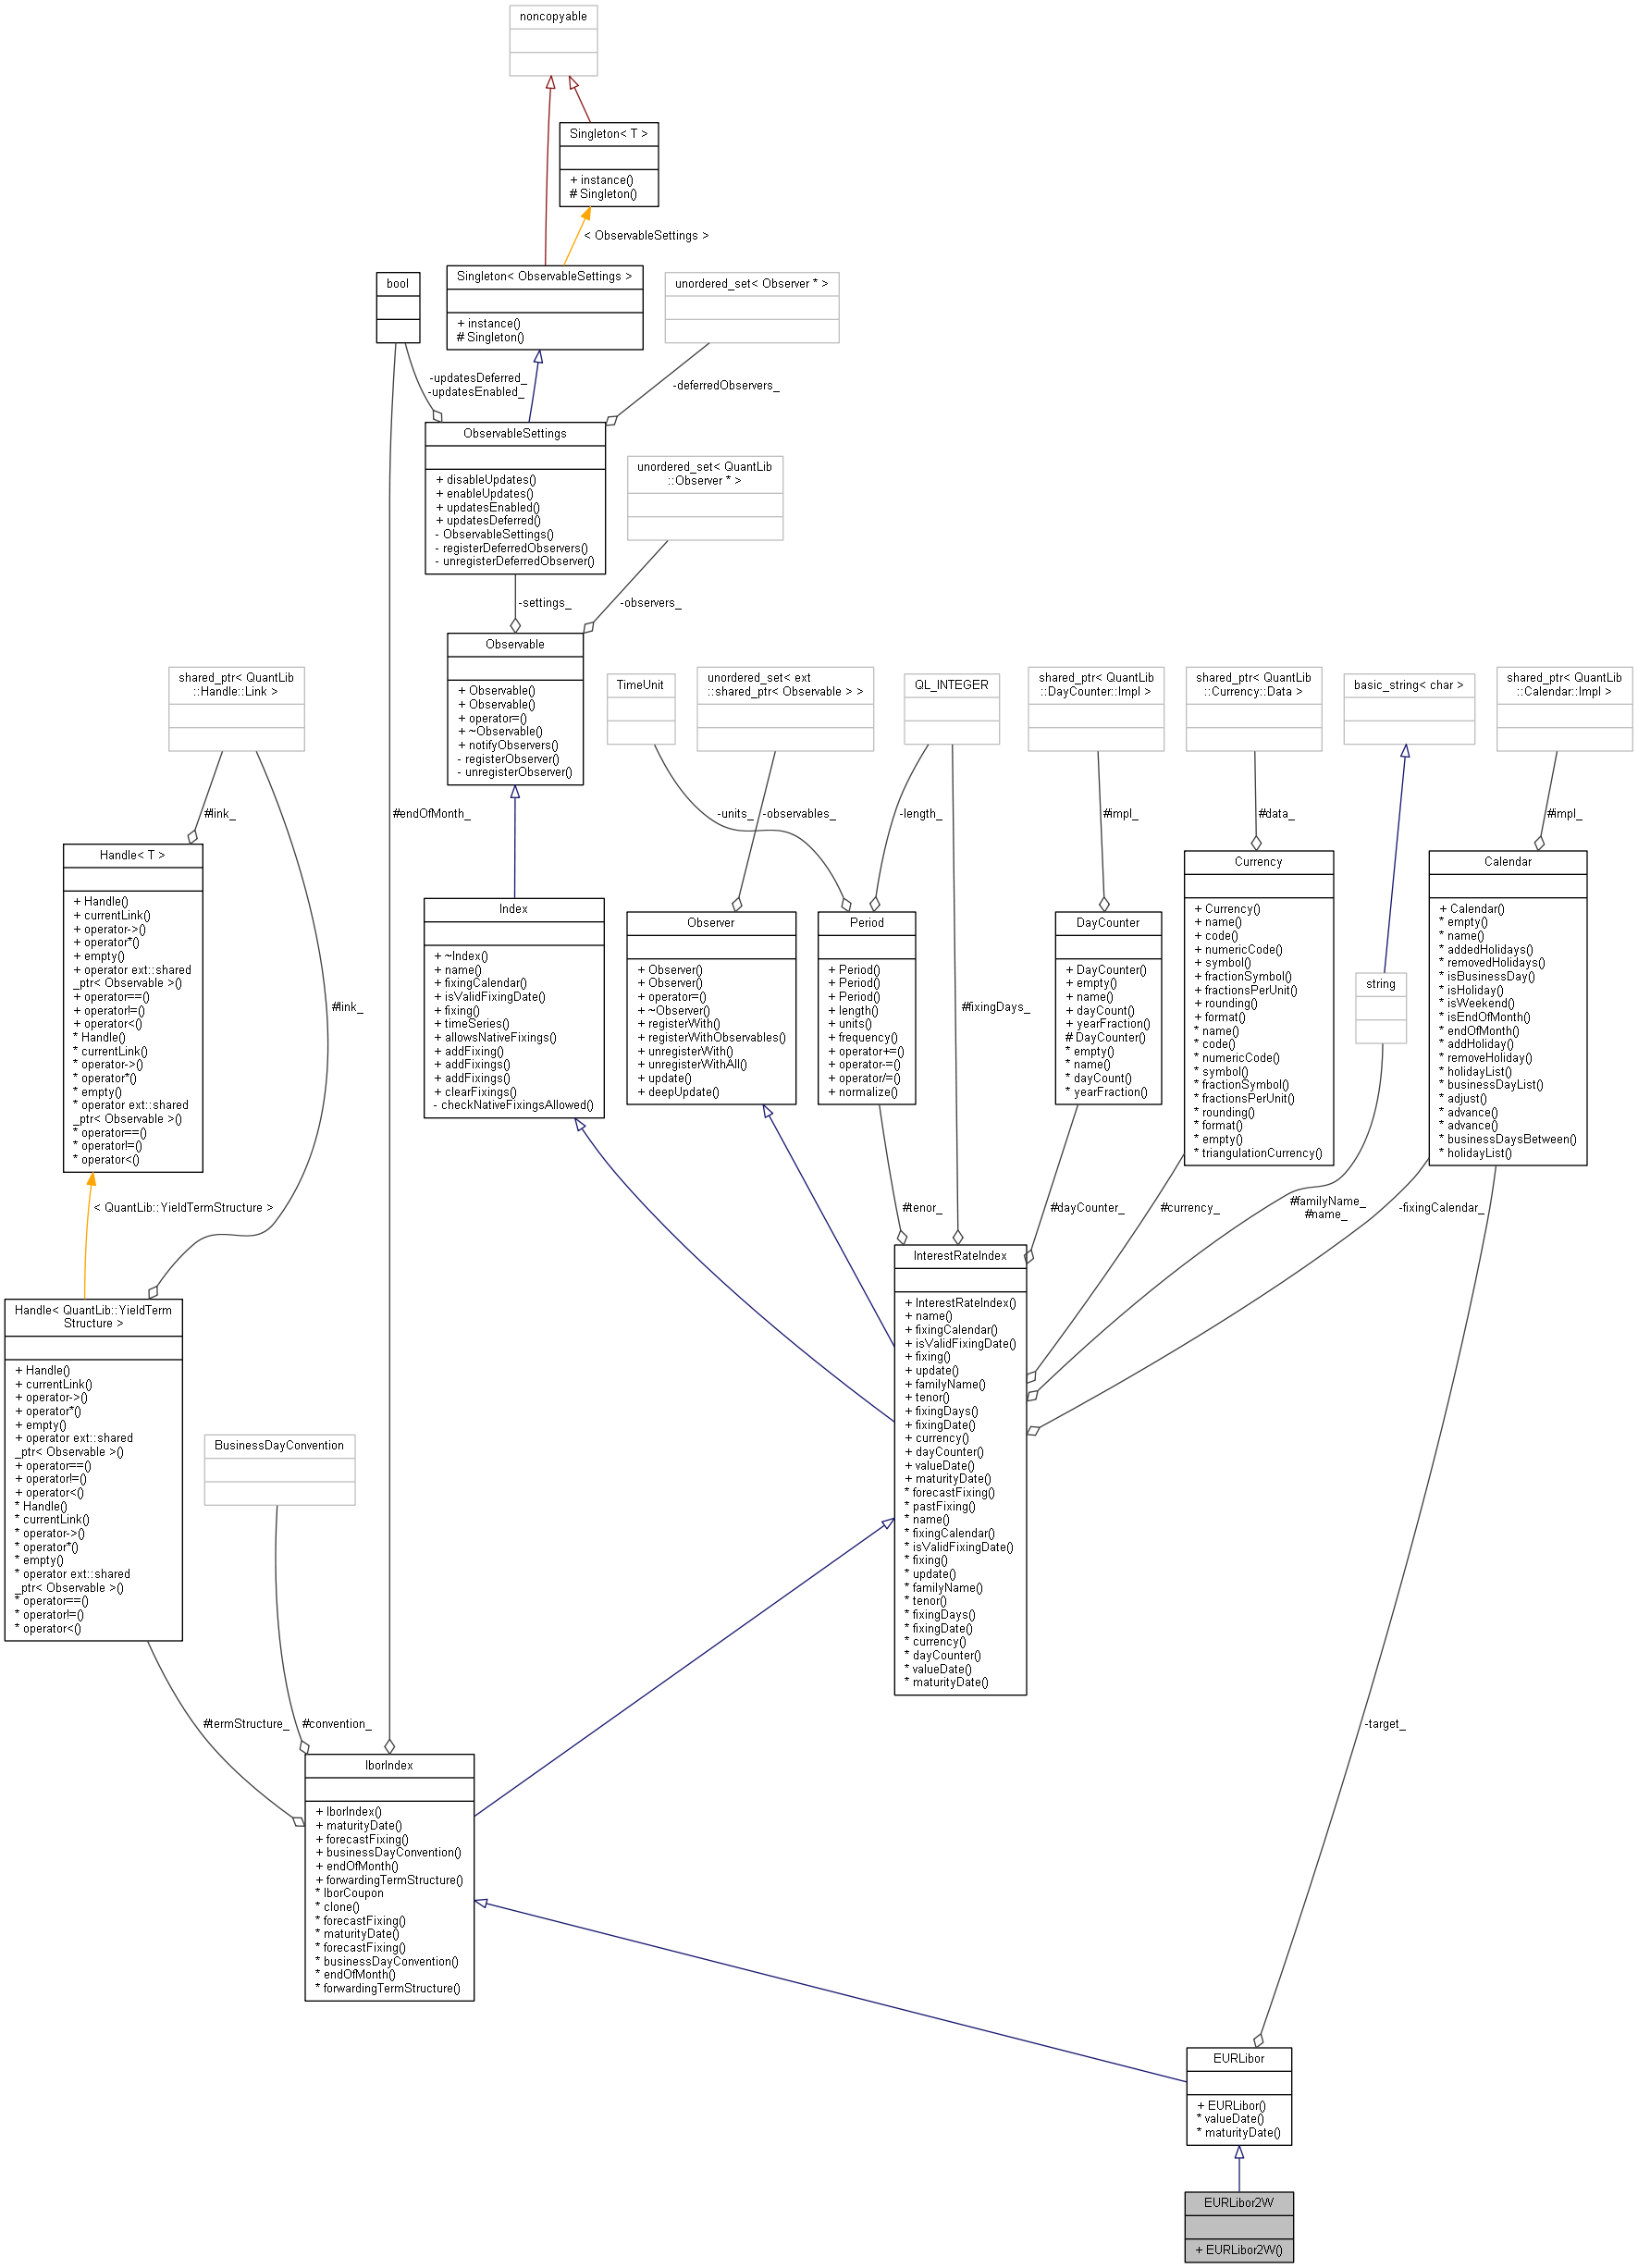 noncopyable
Singleton< T >
+ instance()
# Singleton()
< ObservableSettings >
bool
Singleton< ObservableSettings >
+ instance()
# Singleton()
unordered_set< Observer * >
-updatesDeferred_
-updatesEnabled_
-deferredObservers_
ObservableSettings
+ disableUpdates()
+ enableUpdates()
+ updatesEnabled()
+ updatesDeferred()
- ObservableSettings()
- registerDeferredObservers()
- unregisterDeferredObserver()
unordered_set< QuantLib
::Observer * >
-settings_
-observers_
Observable
+ Observable()
+ Observable()
+ operator=()
+ ~Observable()
+ notifyObservers()
- registerObserver()
- unregisterObserver()
shared_ptr< QuantLib
::Handle::Link >
TimeUnit
unordered_set< ext
::shared_ptr< Observable > >
QL_INTEGER
shared_ptr< QuantLib
::DayCounter::Impl >
shared_ptr< QuantLib
::Currency::Data >
basic_string< char >
shared_ptr< QuantLib
::Calendar::Impl >
#link_
#endOfMonth_
-units_
-observables_
-length_
#impl_
#data_
#impl_
Handle< T >
+ Handle()
+ currentLink()
+ operator->()
+ operator*()
+ empty()
+ operator ext::shared
_ptr< Observable >()
+ operator==()
+ operator!=()
+ operator<()
* Handle()
* currentLink()
* operator->()
* operator*()
* empty()
* operator ext::shared
_ptr< Observable >()
* operator==()
* operator!=()
* operator<()
#link_
Index
+ ~Index()
+ name()
+ fixingCalendar()
+ isValidFixingDate()
+ fixing()
+ timeSeries()
+ allowsNativeFixings()
+ addFixing()
+ addFixings()
+ addFixings()
+ clearFixings()
- checkNativeFixingsAllowed()
Observer
+ Observer()
+ Observer()
+ operator=()
+ ~Observer()
+ registerWith()
+ registerWithObservables()
+ unregisterWith()
+ unregisterWithAll()
+ update()
+ deepUpdate()
Period
+ Period()
+ Period()
+ Period()
+ length()
+ units()
+ frequency()
+ operator+=()
+ operator-=()
+ operator/=()
+ normalize()
#fixingDays_
DayCounter
+ DayCounter()
+ empty()
+ name()
+ dayCount()
+ yearFraction()
# DayCounter()
* empty()
* name()
* dayCount()
* yearFraction()
Currency
+ Currency()
+ name()
+ code()
+ numericCode()
+ symbol()
+ fractionSymbol()
+ fractionsPerUnit()
+ rounding()
+ format()
* name()
* code()
* numericCode()
* symbol()
* fractionSymbol()
* fractionsPerUnit()
* rounding()
* format()
* empty()
* triangulationCurrency()
string
Calendar
+ Calendar()
* empty()
* name()
* addedHolidays()
* removedHolidays()
* isBusinessDay()
* isHoliday()
* isWeekend()
* isEndOfMonth()
* endOfMonth()
* addHoliday()
* removeHoliday()
* holidayList()
* businessDayList()
* adjust()
* advance()
* advance()
* businessDaysBetween()
* holidayList()
< QuantLib::YieldTermStructure >
#tenor_
#dayCounter_
#currency_
#familyName_
#name_
-fixingCalendar_
Handle< QuantLib::YieldTerm
Structure >
+ Handle()
+ currentLink()
+ operator->()
+ operator*()
+ empty()
+ operator ext::shared
_ptr< Observable >()
+ operator==()
+ operator!=()
+ operator<()
* Handle()
* currentLink()
* operator->()
* operator*()
* empty()
* operator ext::shared
_ptr< Observable >()
* operator==()
* operator!=()
* operator<()
BusinessDayConvention
InterestRateIndex
+ InterestRateIndex()
+ name()
+ fixingCalendar()
+ isValidFixingDate()
+ fixing()
+ update()
+ familyName()
+ tenor()
+ fixingDays()
+ fixingDate()
+ currency()
+ dayCounter()
+ valueDate()
+ maturityDate()
* forecastFixing()
* pastFixing()
* name()
* fixingCalendar()
* isValidFixingDate()
* fixing()
* update()
* familyName()
* tenor()
* fixingDays()
* fixingDate()
* currency()
* dayCounter()
* valueDate()
* maturityDate()
#termStructure_
#convention_
-target_
IborIndex
+ IborIndex()
+ maturityDate()
+ forecastFixing()
+ businessDayConvention()
+ endOfMonth()
+ forwardingTermStructure()
* IborCoupon
* clone()
* forecastFixing()
* maturityDate()
* forecastFixing()
* businessDayConvention()
* endOfMonth()
* forwardingTermStructure()
EURLibor
+ EURLibor()
* valueDate()
* maturityDate()
EURLibor2W
+ EURLibor2W()